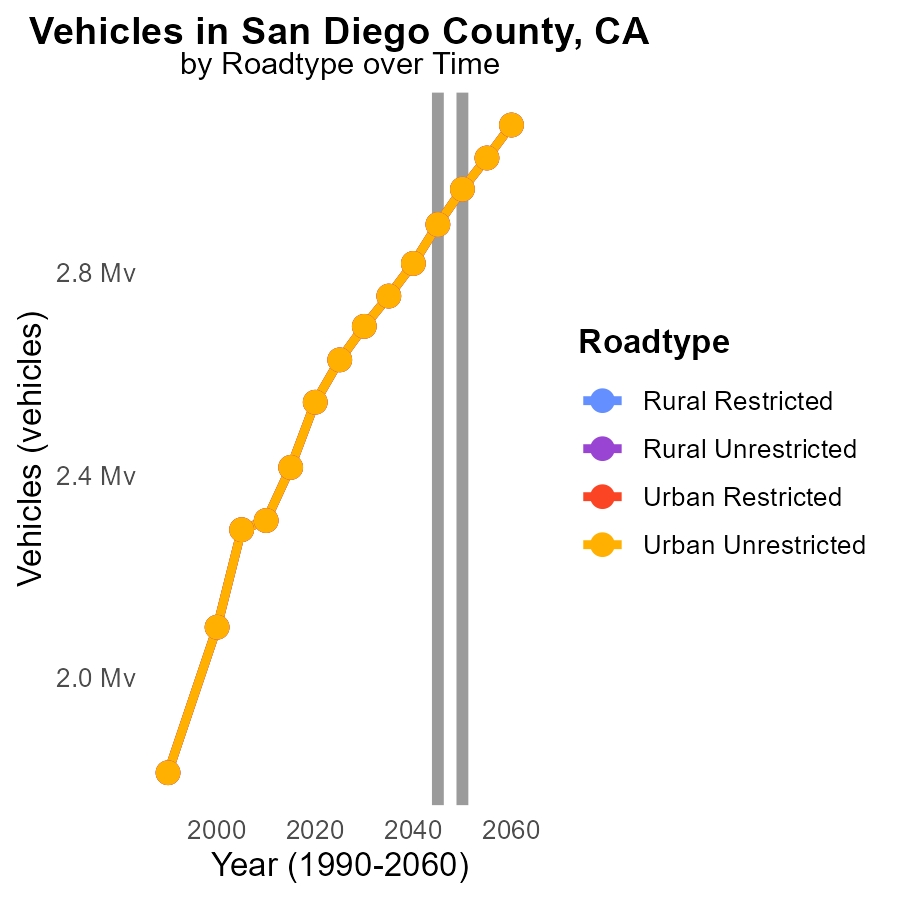 Vehicles in San Diego County, CA
by Roadtype over Time
2.8 Mv
2.4 Mv
2.0 Mv
Vehicles (vehicles)
2000 2020 2040 2060
Year (1990-2060)
Roadtype
Rural Restricted
Rural Unrestricted
Urban Restricted
Urban Unrestricted